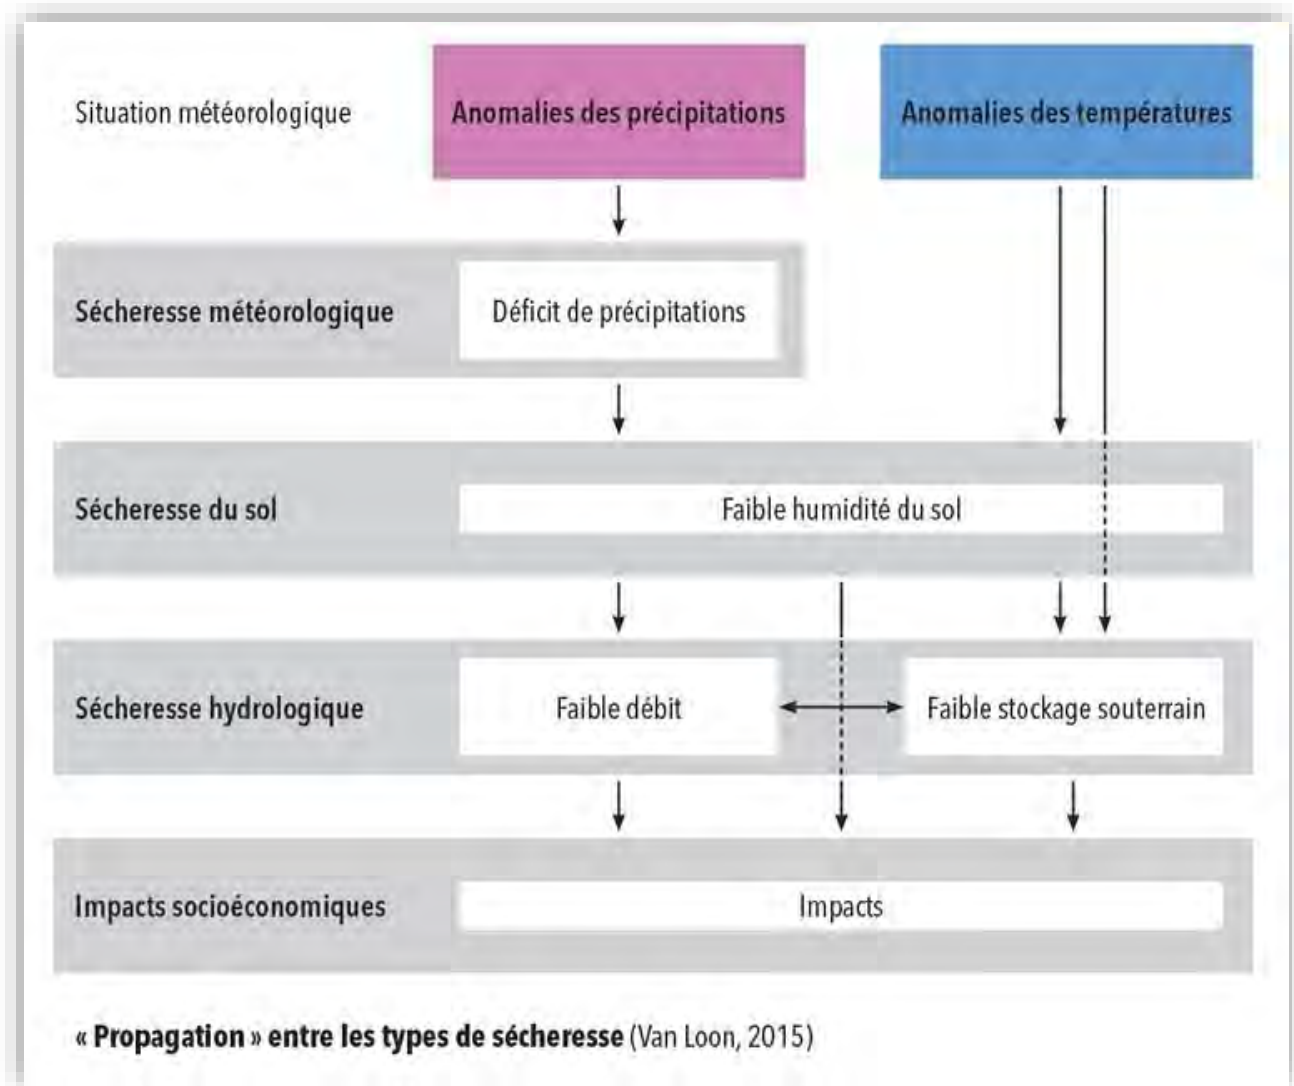 Situation météorologique
Anomalies des précipitations
Anomalies des températures
Sécheresse météorologique
Déficit de précipitations
Sécheresse du sol
Faible humidité du sol
Sécheresse hydrologique
Faible débit
Faible stockage souterrain
Impacts socioéconomiques
Impacts
« Propagation » entre les types de sécheresse (Van Loon, 2015)